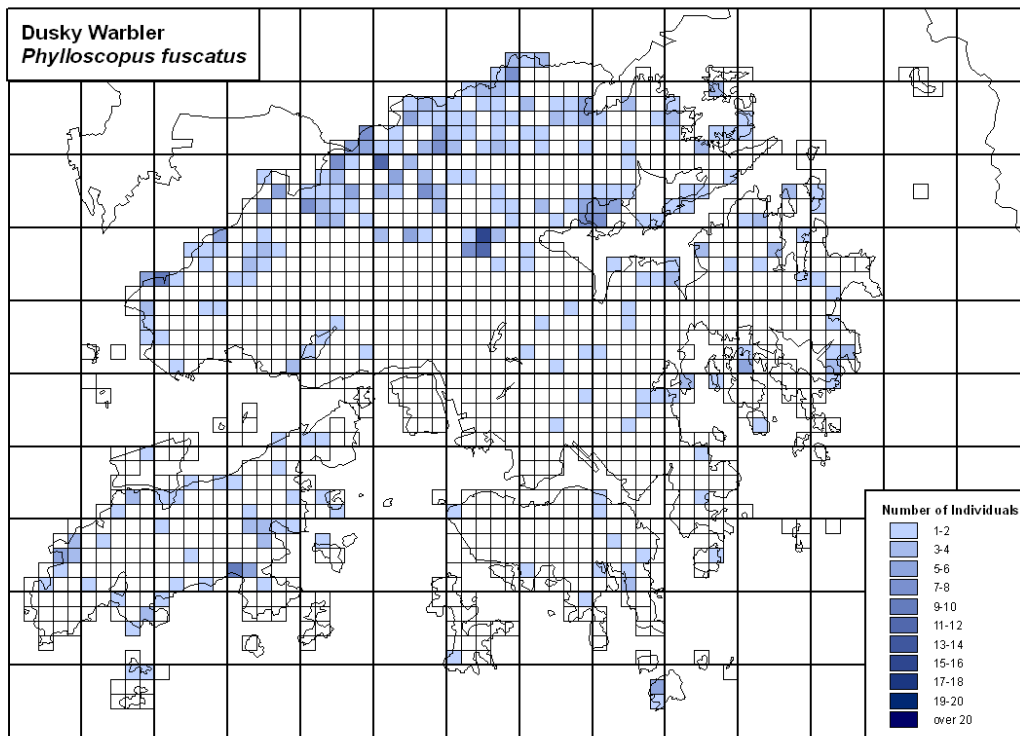 Dusky Warbler
Phylloscopus fuscatus
Number of Individuals
1-2
3-4
5-6
7-8
9-10
11-12
13-14
15-16
17-18
19-20
over 20